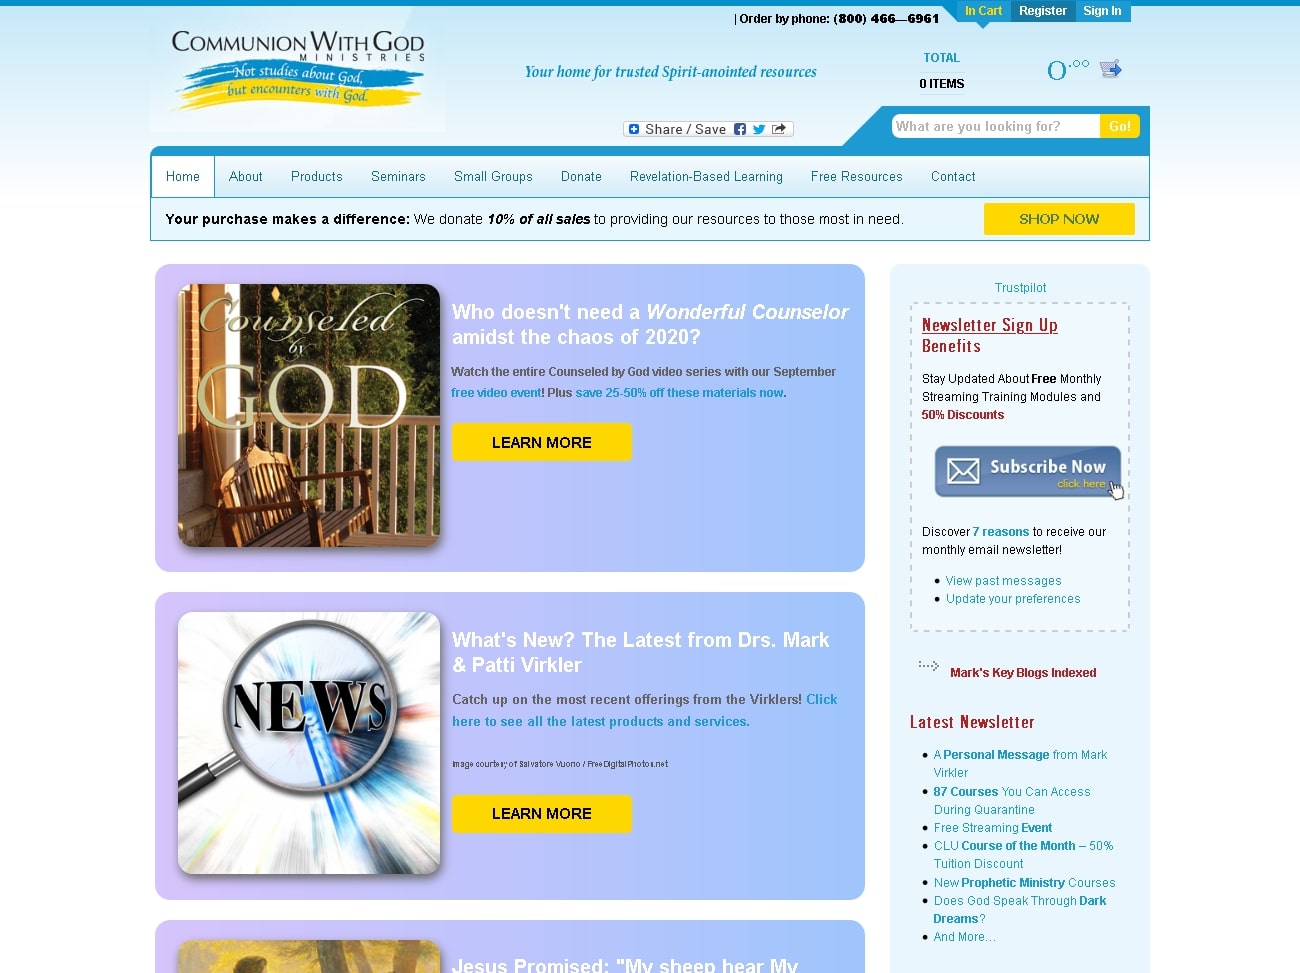 | Order by phone: (800) 466—6961
In Cart
Register
Sign In
COMMUNION WITH GOD
MINISTRIES
Not studies about God,
but encounters with God.
Your home for trusted Spirit-anointed resources
TOTAL
0.00
0 ITEMS
Share / Save
What are you looking for?
Go!
Home
About
Products
Seminars
Small Groups
Donate
Revelation-Based Learning
Free Resources
Contact
Your purchase makes a difference: We donate 10% of all sales to providing our resources to those most in need.
SHOP NOW
Counseled
by
GOD
Who doesn't need a Wonderful Counselor
amidst the chaos of 2020?
Watch the entire Counseled by God video series with our September
free video event! Plus save 25-50% off these materials now.
LEARN MORE
NEWS
What's New? The Latest from Drs. Mark
& Patti Virkler
Catch up on the most recent offerings from the Virklers! Click
here to see all the latest products and services.
Image courtesy of Salvatore Vuono / FreeDigitalPhotos.net
LEARN MORE
Jesus Promised: "My sheep hear My
Trustpilot
Newsletter Sign Up
Benefits
Stay Updated About Free Monthly
Streaming Training Modules and
50% Discounts
Subscribe Now
click here
Discover 7 reasons to receive our
monthly email newsletter!
View past messages
Update your preferences
Mark's Key Blogs Indexed
Latest Newsletter
A Personal Message from Mark
Virkler
87 Courses You Can Access
During Quarantine
Free Streaming Event
CLU Course of the Month – 50%
Tuition Discount
New Prophetic Ministry Courses
Does God Speak Through Dark
Dreams?
And More…